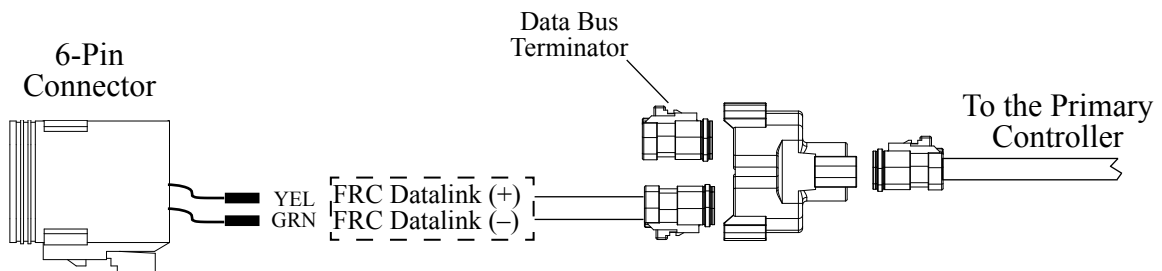 Data Bus
Terminator
6-Pin
Connector
To the Primary
Controller
YEL FRC Datalink (+)
GRN FRC Datalink (–)